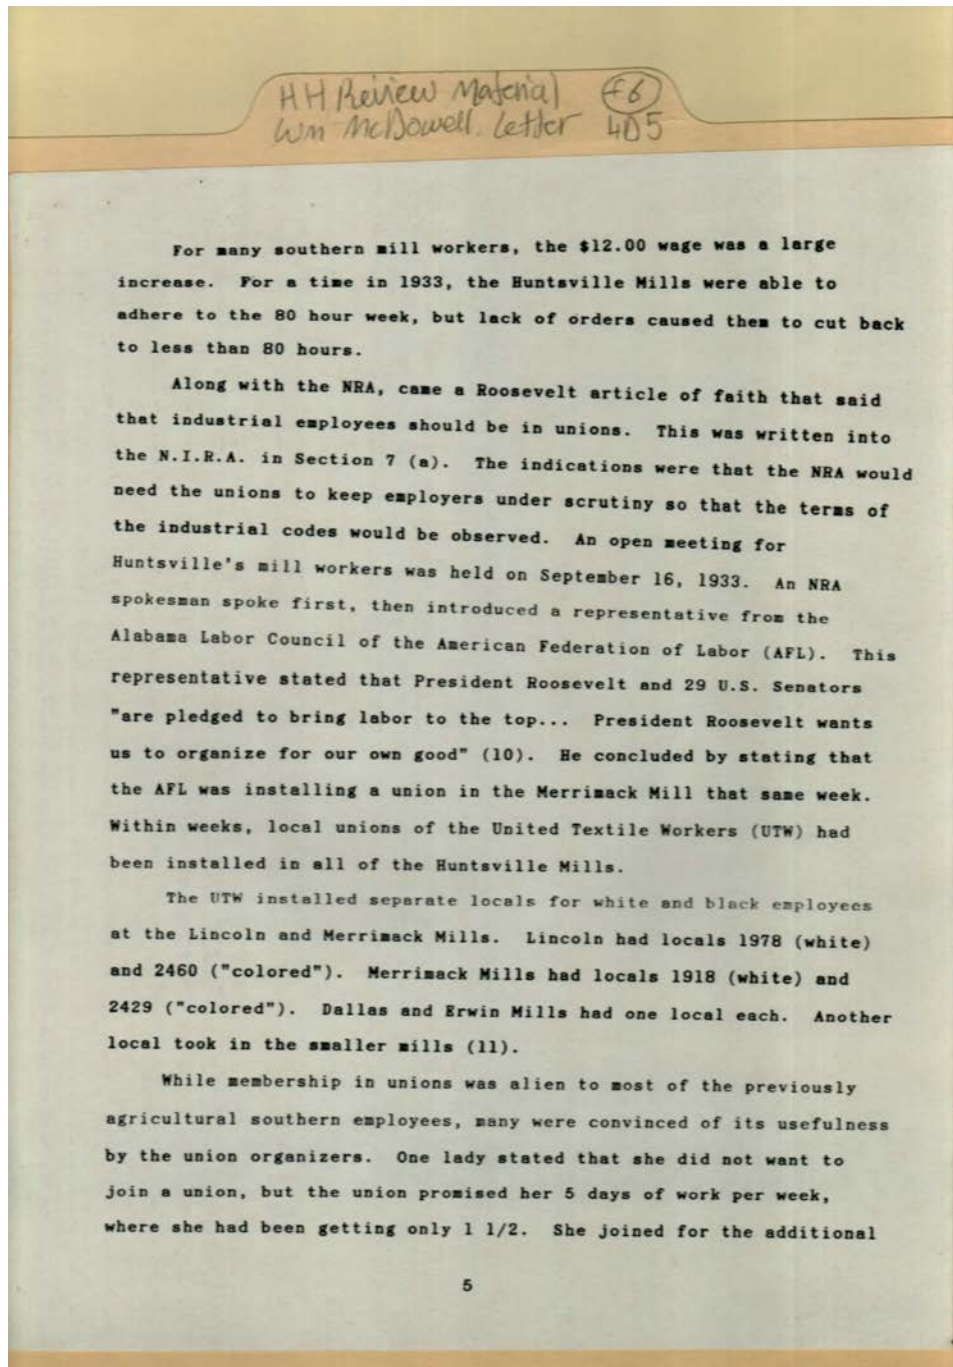 HH Review Material f6
Wm McDowell Letter 4D5
For many southern mill workers, the $12.00 wage was a large
increase. For a time in 1933, the Huntsville Mills were able to
adhere to the 80 hour week, but lack of orders caused them to cut back
to less than 80 hours.
Along with the NRA, came a Roosevelt article of faith that said
that industrial employees should be in unions. This was written into
the N.I.R.A. in Section 7 (a). The indications were that the NRA would
need the unions to keep employers under scrutiny so that the terms of
the industrial codes would be observed. An open meeting for
Huntsville's mill workers was held on September 16, 1933. An NRA
spokesman spoke first, then introduced a representative from the
Alabama Labor Council of the American Federation of Labor (AFL). This
representative stated that President Roosevelt and 29 U.S. Senators
"are pledged to bring labor to the top... President Roosevelt wants
us to organize for our own good" (10). He concluded by stating that
the AFL was installing a union in the Merrimack Mill that same week.
Within weeks, local unions of the United Textile Workers (UTW) had
been installed in all of the Huntsville Mills.
The UTW installed separate locals for white and black employees
at the Lincoln and Merrimack Mills. Lincoln had locals 1978 (white)
and 2460 ("colored"). Merrimack Mills had locals 1918 (white) and
2429 ("colored"). Dallas and Erwin Mills had one local each. Another
local took in the smaller mills (11).
While membership in unions was alien to most of the previously
agricultural southern employees, many were convinced of its usefulness
by the union organizers. One lady stated that she did not want to
join a union, but the union promised her 5 days of work per week,
where she had been getting only 1 1/2. She joined for the additional
5